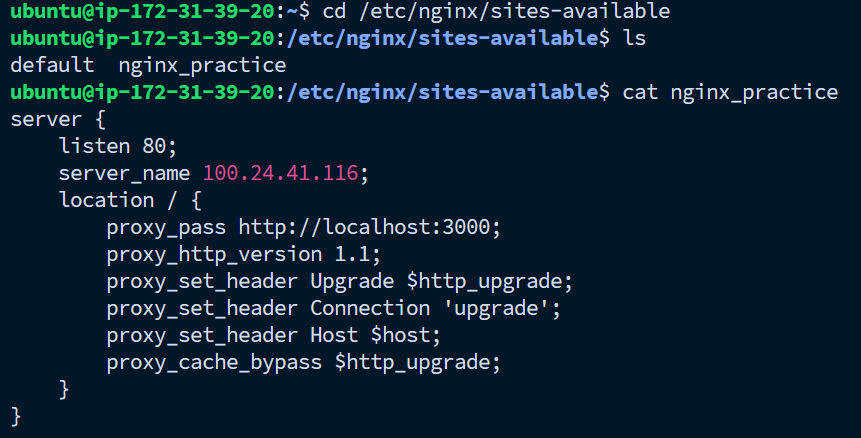 ubuntu@ip-172-31-39-20:~$ cd /etc/nginx/sites-available
ubuntu@ip-172-31-39-20:/etc/nginx/sites-available$ ls
default  nginx_practice
ubuntu@ip-172-31-39-20:/etc/nginx/sites-available$ cat nginx_practice
server {
    listen 80;
    server_name 100.24.41.116;
    location / {
        proxy_pass http://localhost:3000;
        proxy_http_version 1.1;
        proxy_set_header Upgrade $http_upgrade;
        proxy_set_header Connection 'upgrade';
        proxy_set_header Host $host;
        proxy_cache_bypass $http_upgrade;
    }
}